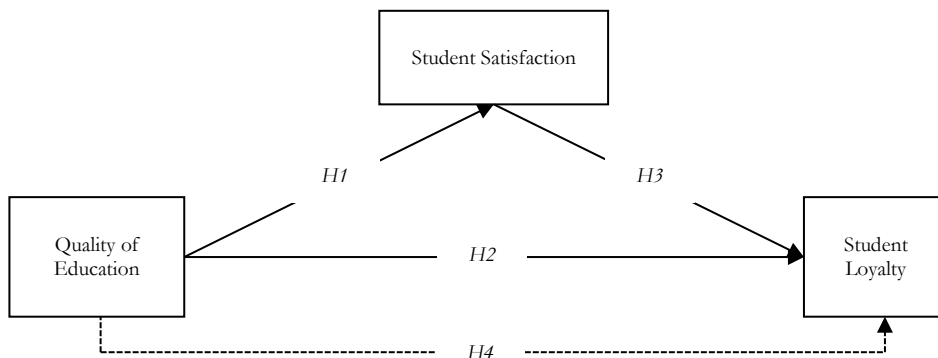 Student Satisfaction
H1
H3
Quality of
Education
H2
Student
Loyalty
H4